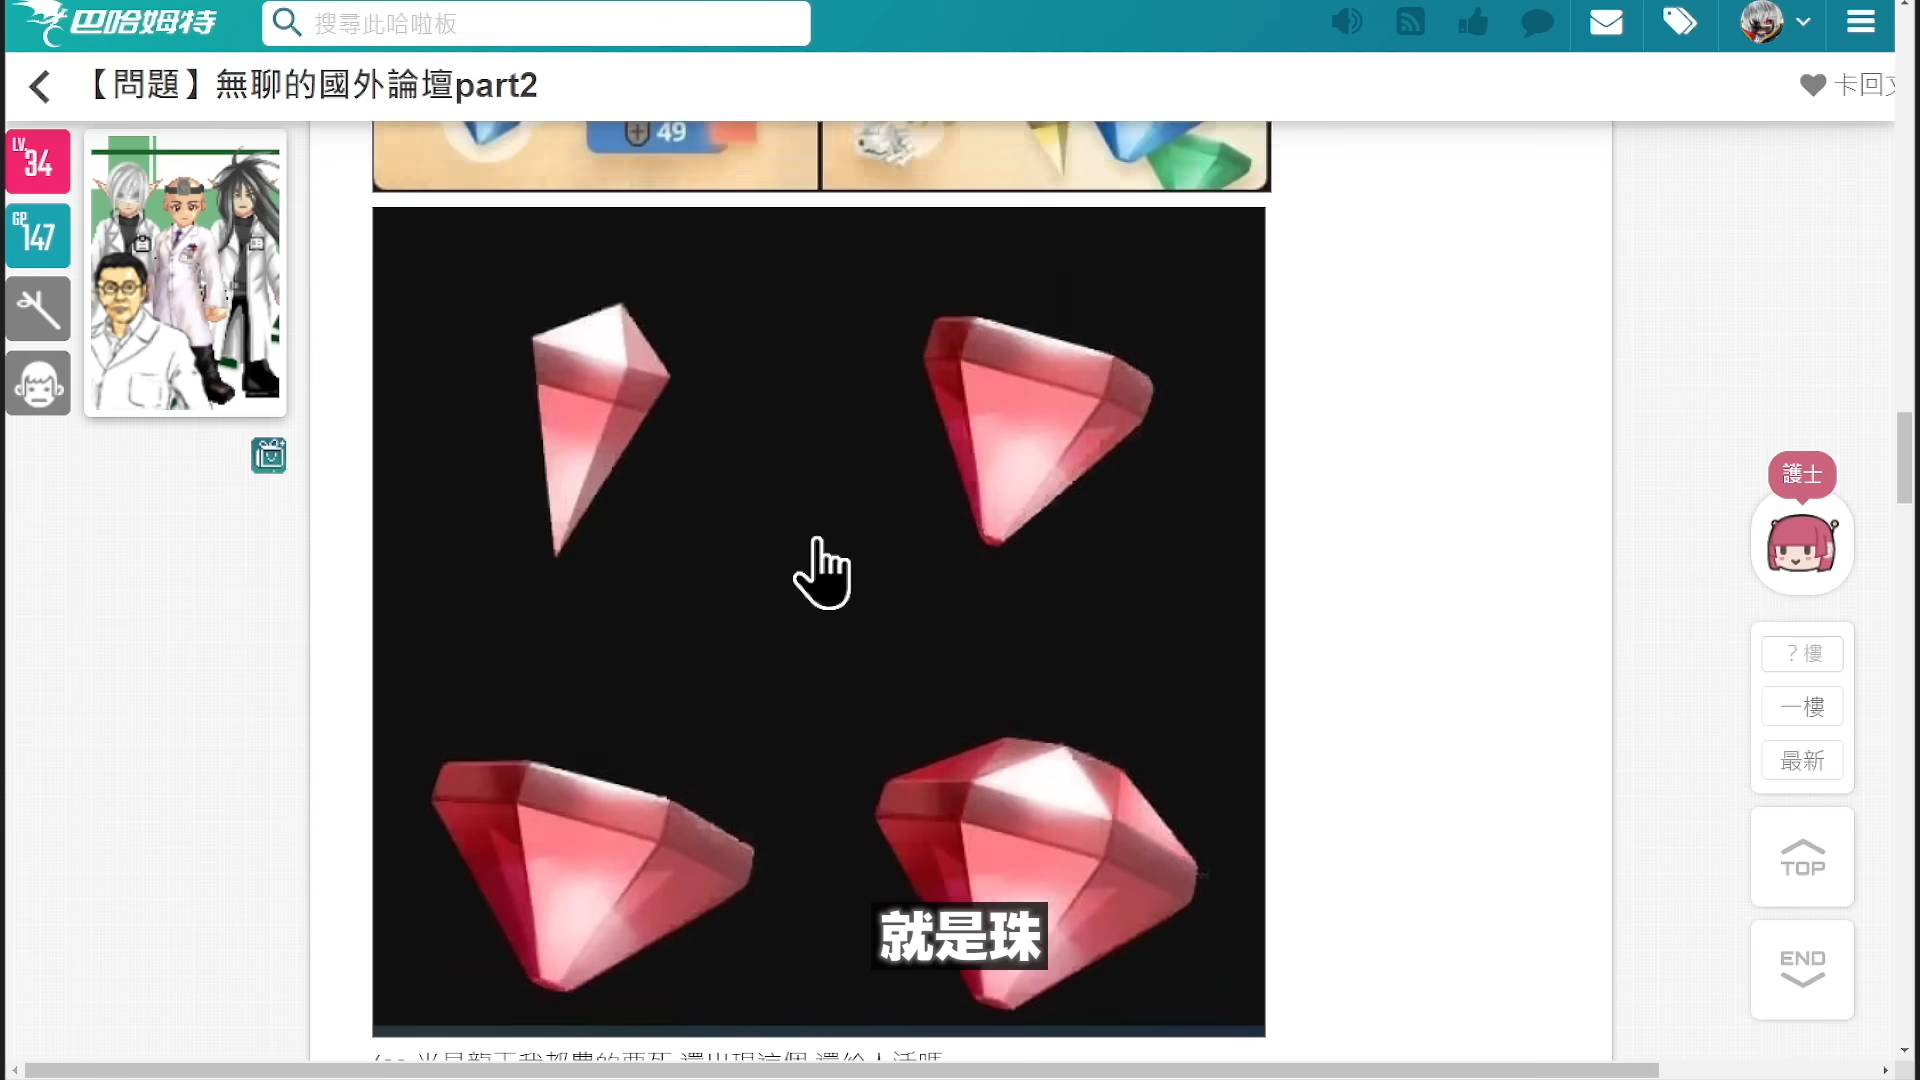 巴哈姆特
搜尋此哈啦板
【問題】無聊的國外論壇part2
LV.
34
GP
147
49
護士
？樓
一樓
最新
TOP
END
就是珠